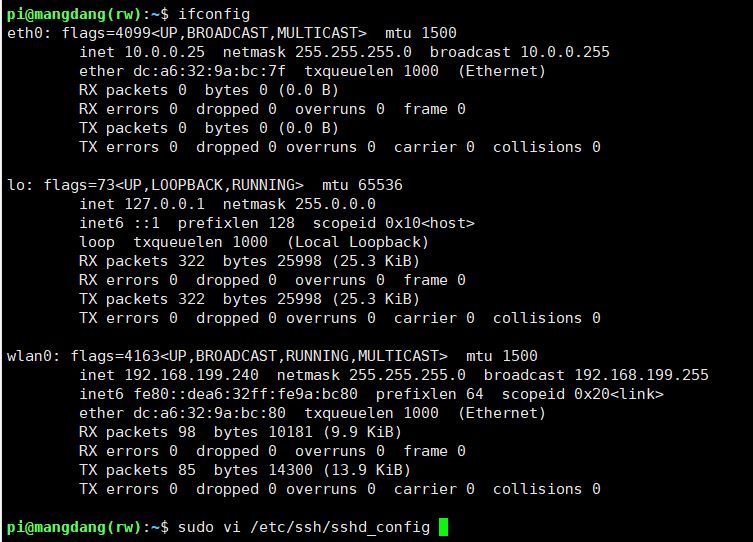 pi@mangdang(rw):~$ ifconfig
eth0: flags=4099<UP,BROADCAST,MULTICAST>  mtu 1500
        inet 10.0.0.25  netmask 255.255.255.0  broadcast 10.0.0.255
        ether dc:a6:32:9a:bc:7f  txqueuelen 1000  (Ethernet)
        RX packets 0  bytes 0 (0.0 B)
        RX errors 0  dropped 0  overruns 0  frame 0
        TX packets 0  bytes 0 (0.0 B)
        TX errors 0  dropped 0 overruns 0  carrier 0  collisions 0

lo: flags=73<UP,LOOPBACK,RUNNING>  mtu 65536
        inet 127.0.0.1  netmask 255.0.0.0
        inet6 ::1  prefixlen 128  scopeid 0x10<host>
        loop  txqueuelen 1000  (Local Loopback)
        RX packets 322  bytes 25998 (25.3 KiB)
        RX errors 0  dropped 0  overruns 0  frame 0
        TX packets 322  bytes 25998 (25.3 KiB)
        TX errors 0  dropped 0 overruns 0  carrier 0  collisions 0

wlan0: flags=4163<UP,BROADCAST,RUNNING,MULTICAST>  mtu 1500
        inet 192.168.199.240  netmask 255.255.255.0  broadcast 192.168.199.255
        inet6 fe80::dea6:32ff:fe9a:bc80  prefixlen 64  scopeid 0x20<link>
        ether dc:a6:32:9a:bc:80  txqueuelen 1000  (Ethernet)
        RX packets 98  bytes 10181 (9.9 KiB)
        RX errors 0  dropped 0  overruns 0  frame 0
        TX packets 85  bytes 14300 (13.9 KiB)
        TX errors 0  dropped 0 overruns 0  carrier 0  collisions 0

pi@mangdang(rw):~$ sudo vi /etc/ssh/sshd_config